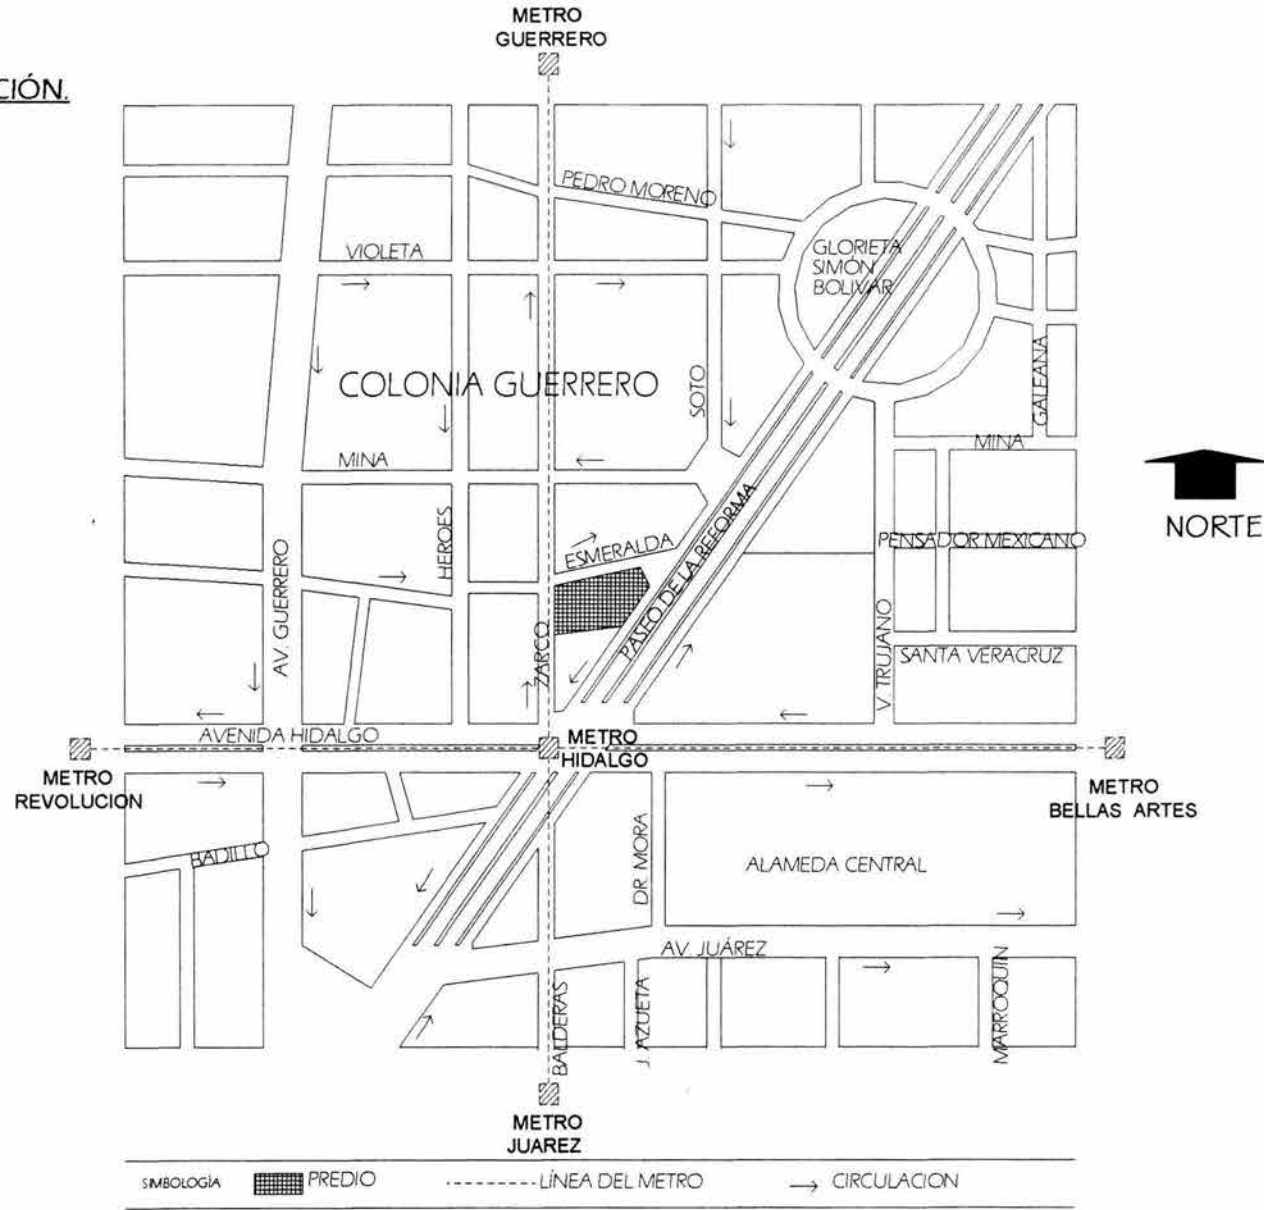 METRO
GUERRERO
CIÓN.
PEDRO MORENO
VIOLETA
GLORIETA
SIMÓN
BOLIVAR
COLONIA GUERRERO
SOTO
GALEANA
MINA
MINA
NORTE
HEROES
ESMERALDA
PASEO DE LA REFORMA
PENSADOR MEXICANO
AV. GUERRERO
ZARCO
V. TRUJANO
SANTA VERACRUZ
AVENIDA HIDALGO
METRO
HIDALGO
METRO
REVOLUCION
METRO
BELLAS ARTES
BADILLO
DR. MORA
ALAMEDA CENTRAL
AV. JUÁREZ
BALDERAS
J. AZUETA
MARROQUIN
METRO
JUAREZ
SIMBOLOGÍA PREDIO LÍNEA DEL METRO CIRCULACION